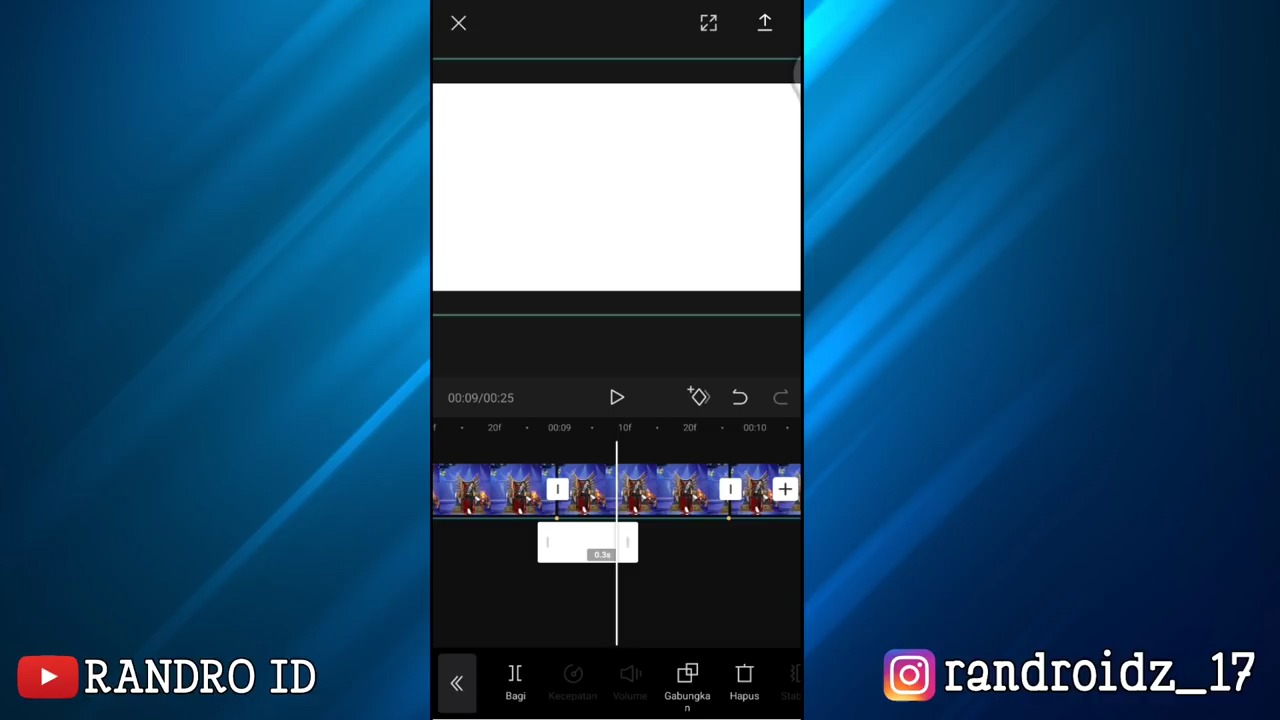 00:09/00:25
f 20f 00:09 10f 20f 00:10
0.3s
Bagi Kecepatan Volume Gabungka Hapus Stab
n
RANDRO ID
randroidz_17